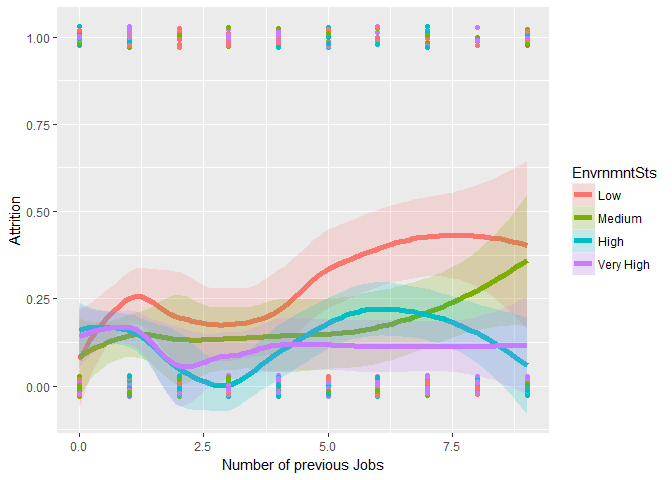 1.00
0.75
0.50
0.25
0.00
Attrition
0.0
2.5
5.0
7.5
Number of previous Jobs
EnvrnmntSts
Low
Medium
High
Very High